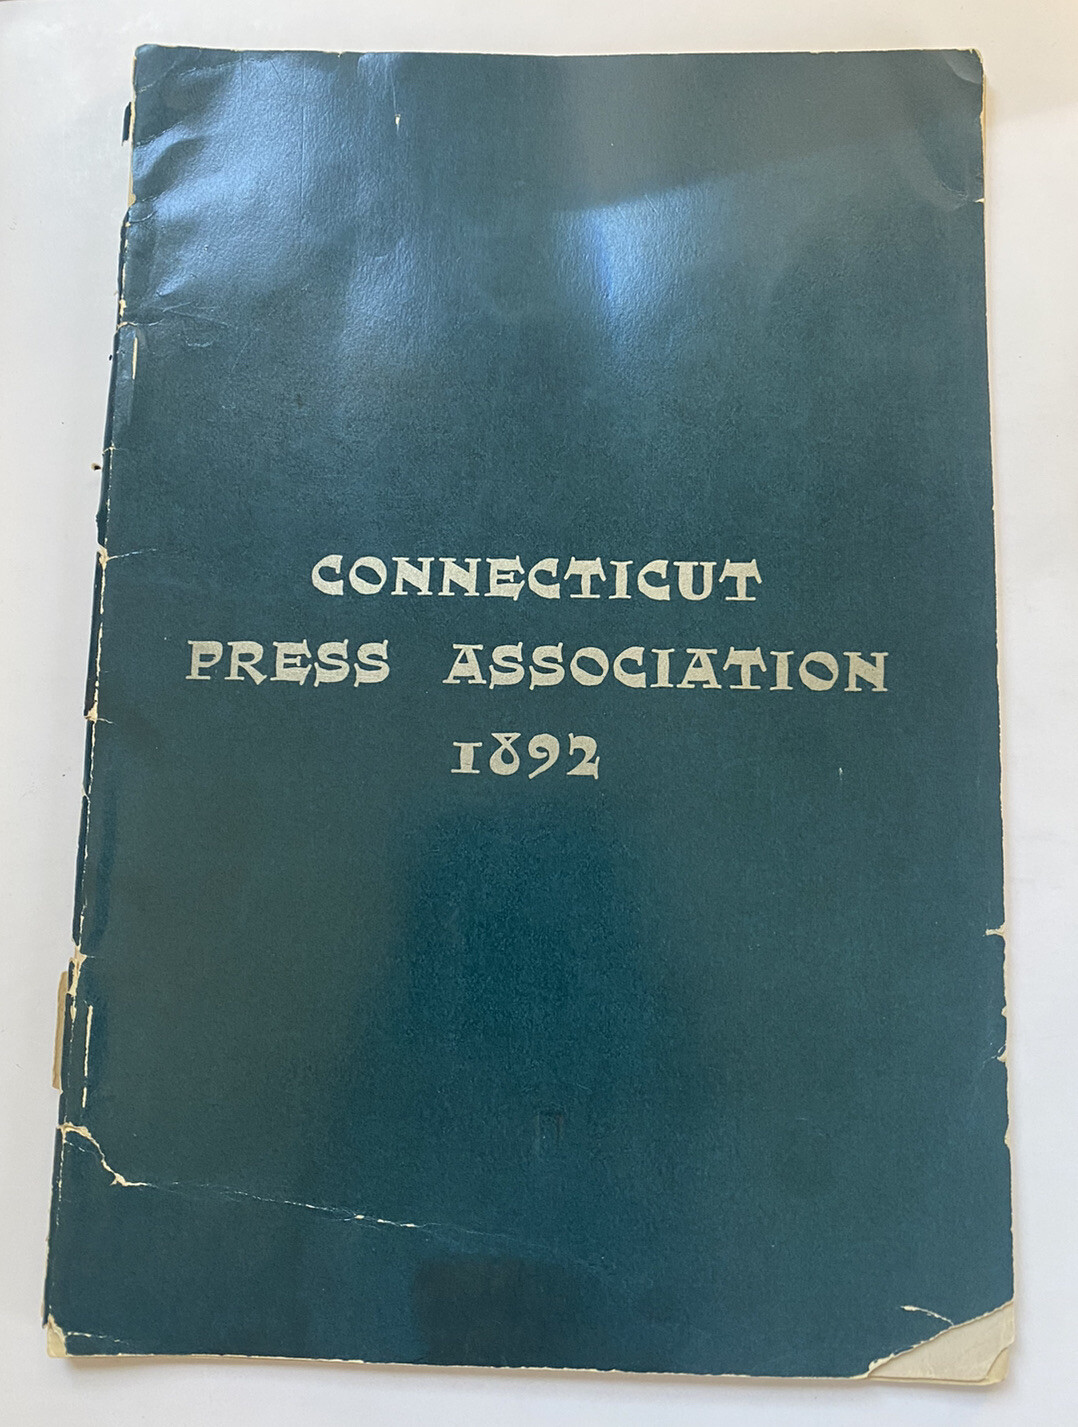 CONNECTICUT
PRESS ASSOCIATION
1892